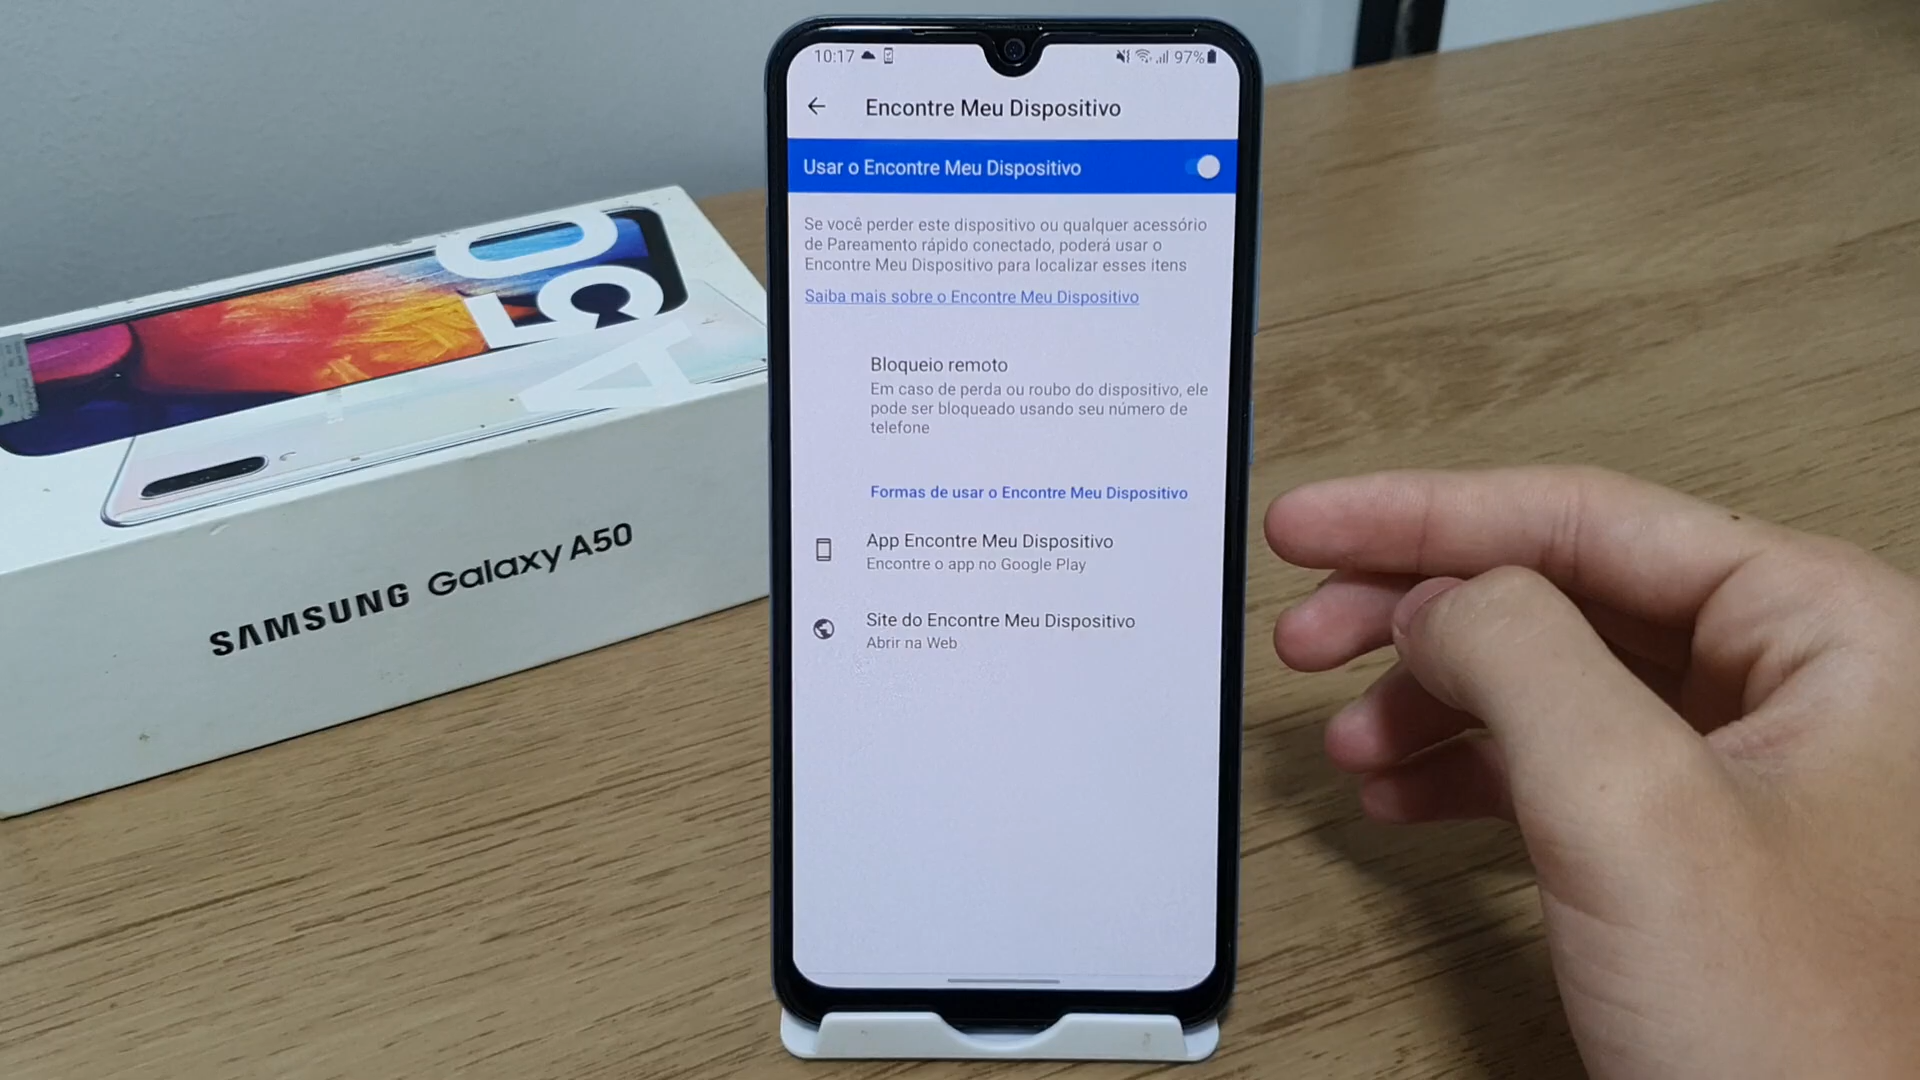 10:17
97%
Encontre Meu Dispositivo
Usar o Encontre Meu Dispositivo
Se você perder este dispositivo ou qualquer acessório
de Pareamento rápido conectado, poderá usar o
Encontre Meu Dispositivo para localizar esses itens
Saiba mais sobre o Encontre Meu Dispositivo
Bloqueio remoto
Em caso de perda ou roubo do dispositivo, ele
pode ser bloqueado usando seu número de
telefone
Formas de usar o Encontre Meu Dispositivo
App Encontre Meu Dispositivo
Encontre o app no Google Play
Site do Encontre Meu Dispositivo
Abrir na Web
A50
SAMSUNG Galaxy A50